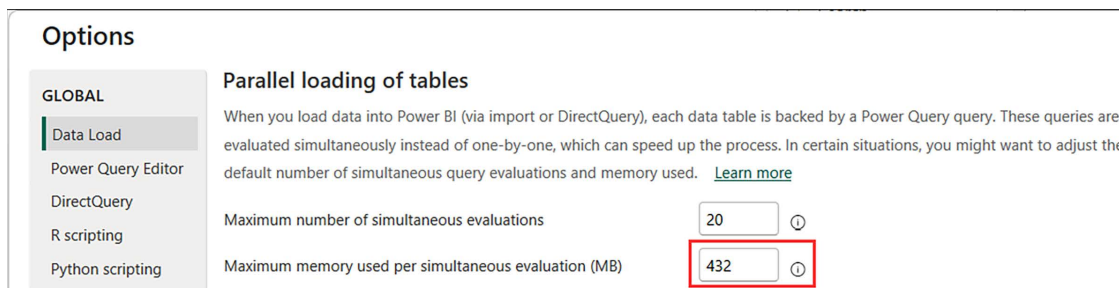 Options
GLOBAL
Data Load
Power Query Editor
DirectQuery
R scripting
Python scripting
Parallel loading of tables
When you load data into Power BI (via import or DirectQuery), each data table is backed by a Power Query query. These queries are
evaluated simultaneously instead of one-by-one, which can speed up the process. In certain situations, you might want to adjust the
default number of simultaneous query evaluations and memory used. Learn more
Maximum number of simultaneous evaluations 20
Maximum memory used per simultaneous evaluation (MB) 432